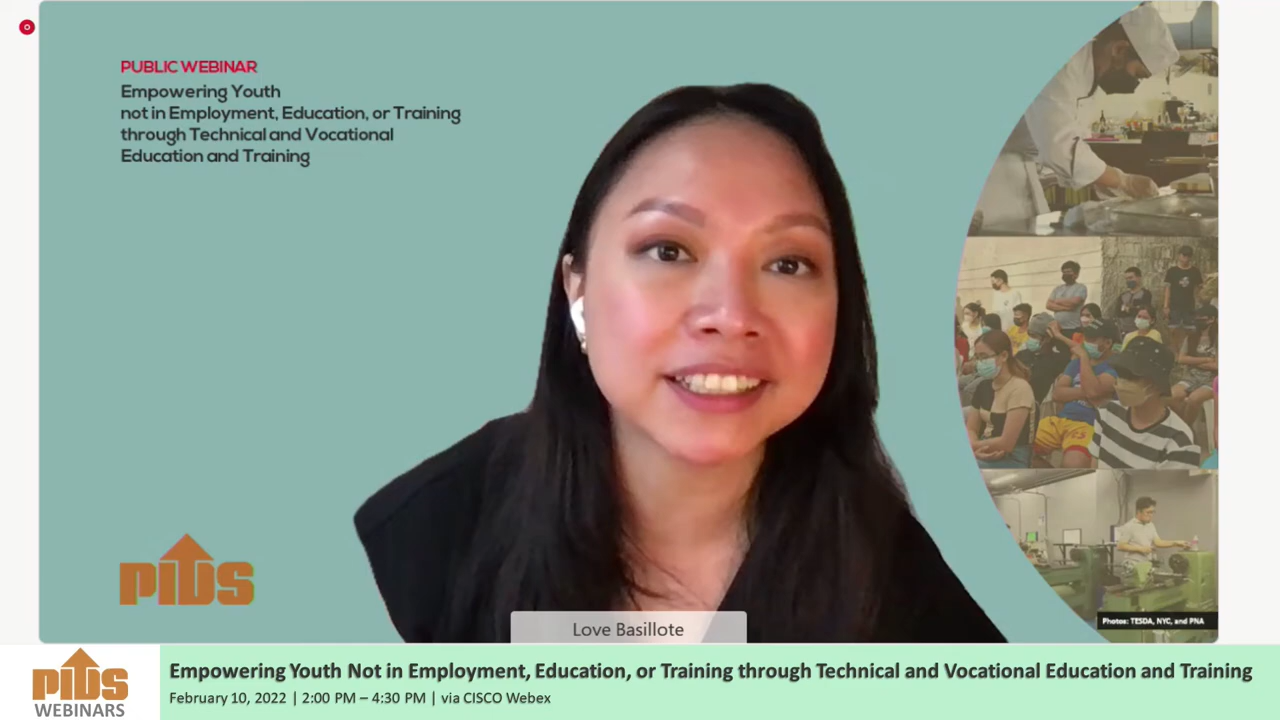 PUBLIC WEBINAR
Empowering Youth
not in Employment, Education, or Training
through Technical and Vocational
Education and Training
PIDS
Love Basillote
Photos: TESDA, NYC, and PNA
PIDS
WEBINARS
Empowering Youth Not in Employment, Education, or Training through Technical and Vocational Education and Training
February 10, 2022 | 2:00 PM – 4:30 PM | via CISCO Webex